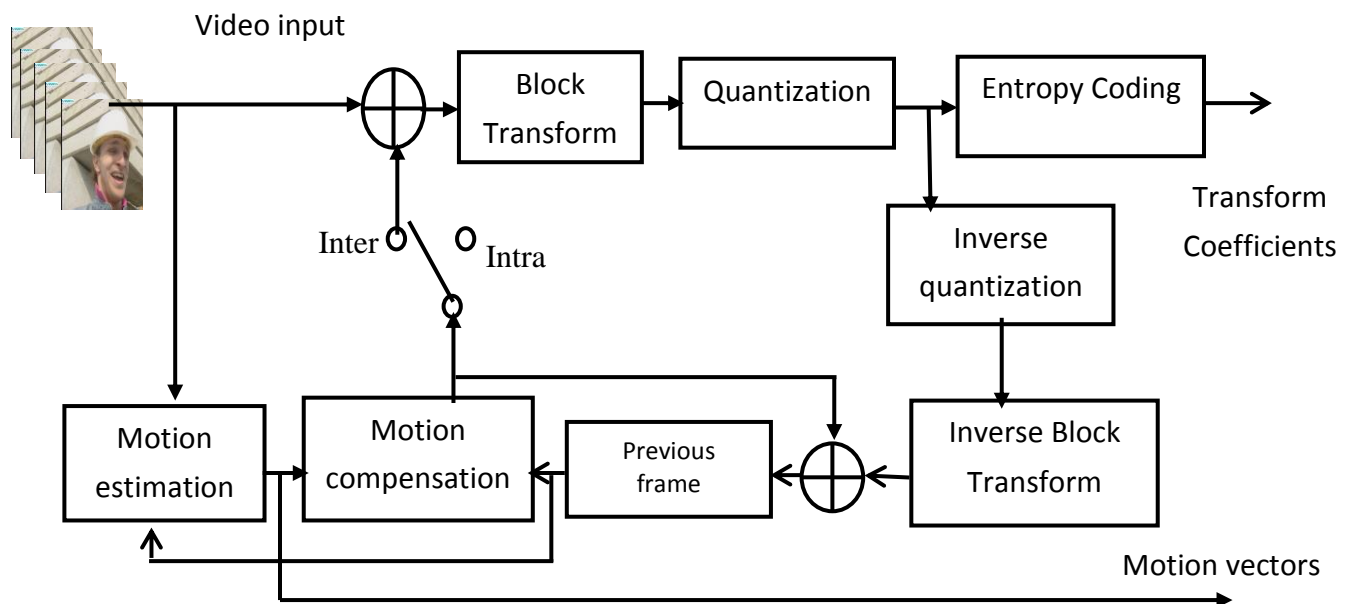 Video input
Block
Transform
Quantization
Entropy Coding
Transform
Coefficients
Inter
Intra
Inverse
quantization
Motion
estimation
Motion
compensation
Previous
frame
Inverse Block
Transform
Motion vectors